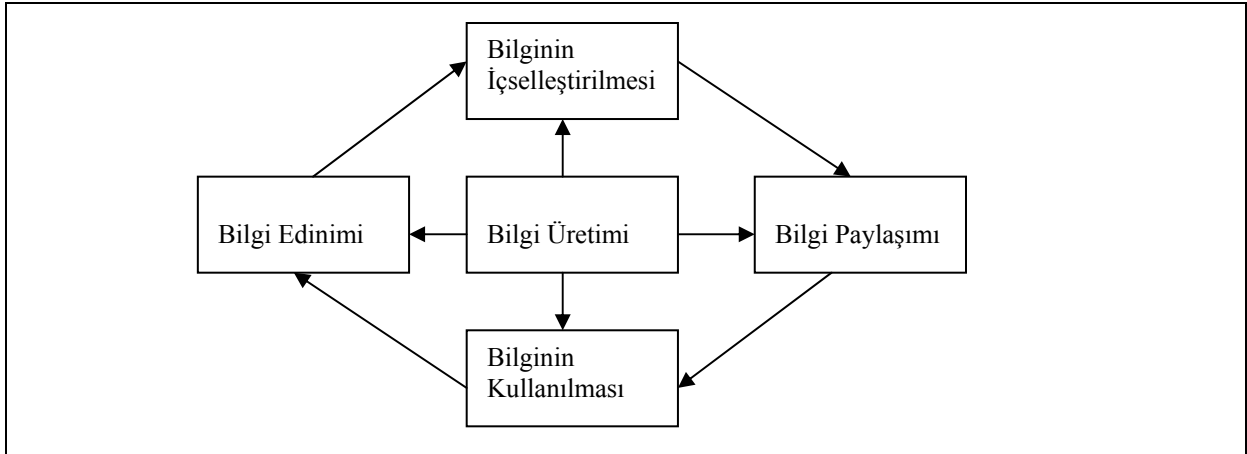 Bilginin
İçselleştirilmesi
Bilgi Edinimi
Bilgi Üretimi
Bilgi Paylaşımı
Bilginin
Kullanılması